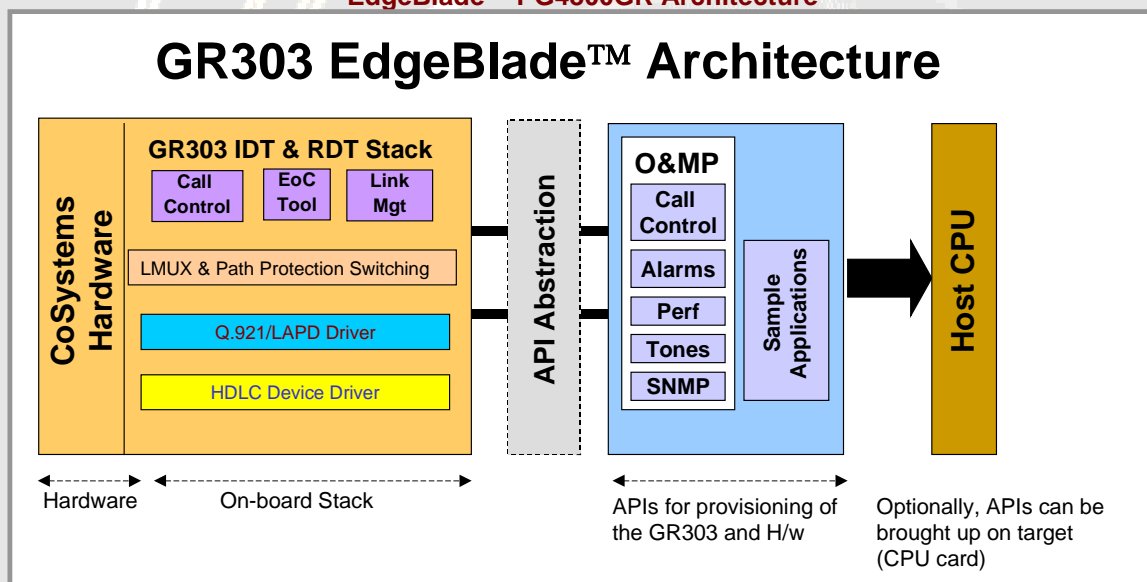 EdgeBlade™ PG4800GR Architecture
GR303 EdgeBlade™ Architecture
CoSystems
Hardware
GR303 IDT & RDT Stack
Call
Control
EoC
Tool
Link
Mgt
LMUX & Path Protection Switching
Q.921/LAPD Driver
HDLC Device Driver
API Abstraction
O&MP
Call
Control
Alarms
Perf
Tones
SNMP
Sample
Applications
Host CPU
Hardware
On-board Stack
APIs for provisioning of
the GR303 and H/w
Optionally, APIs can be
brought up on target
(CPU card)